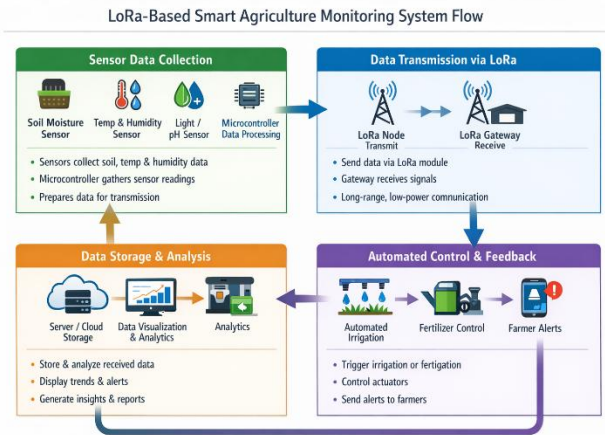 LoRa-Based Smart Agriculture Monitoring System Flow
Sensor Data Collection
Soil Moisture
Sensor
Temp & Humidity
Sensor
Light /
pH Sensor
Microcontroller
Data Processing
• Sensors collect soil, temp & humidity data
• Microcontroller gathers sensor readings
• Prepares data for transmission
Data Transmission via LoRa
LoRa Node
Transmit
LoRa Gateway
Receive
• Send data via LoRa module
• Gateway receives signals
• Long-range, low-power comnunication
Data Storage & Analysis
Server / Cloud
Storage
Data Visualization
& Analytics
Analytics
• Store & analyze received data
• Display trends & alerts
• Generate insights & reports
Automated Control & Feedback
Automated
Irrigation
Fertilizer Control
Farmer Alerts
• Trigger irrigation or fertigation
• Control actuators
• Send alerts to farmers